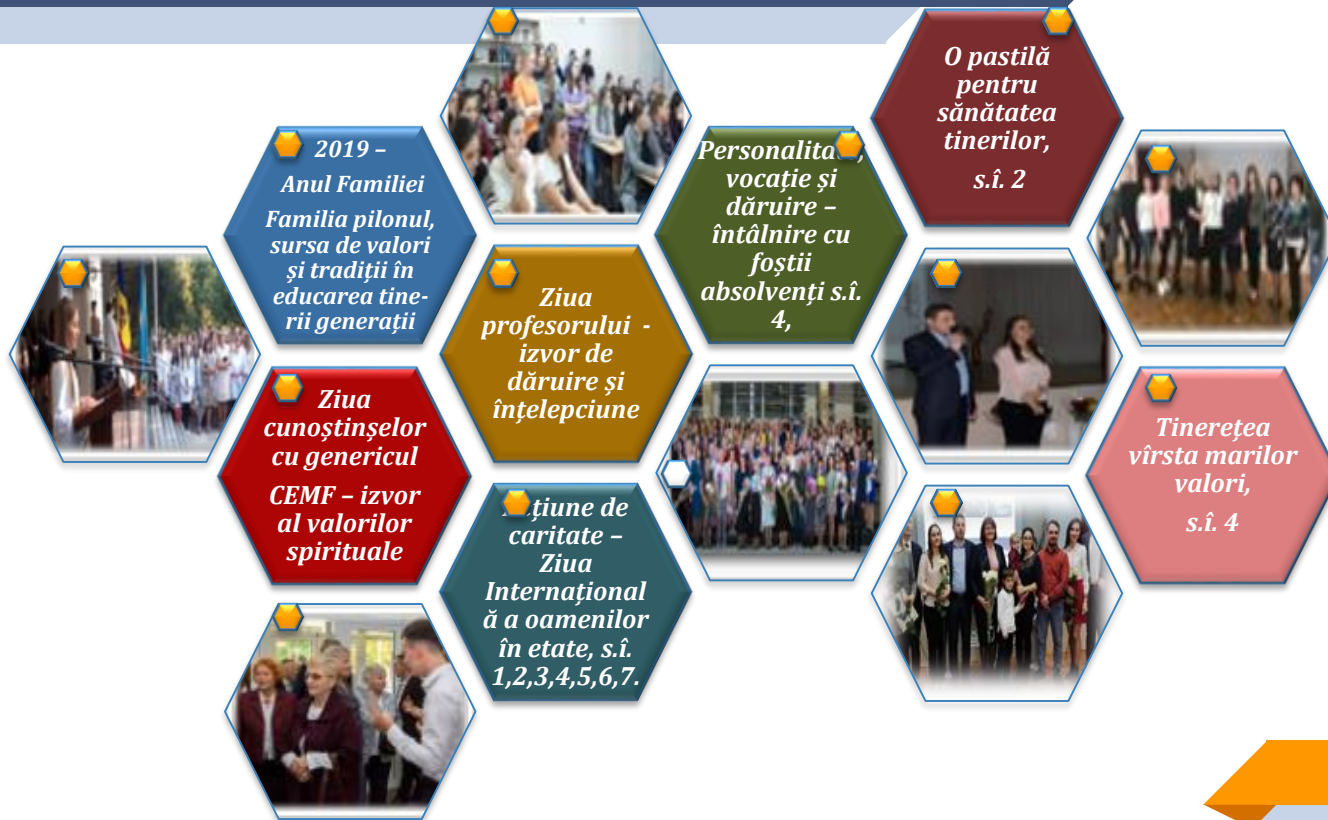 2019 –
Anul Familiei
Familia pilonul,
sursa de valori
și tradiții în
educarea tine-
rii generații
Ziua
cunoștinșelor
cu genericul
CEMF – izvor
al valorilor
spirituale
Ziua
profesorului -
izvor de
dăruire și
înțelepciune
țiune de
caritate –
Ziua
Internațional
ă a oamenilor
în etate, s.î.
1,2,3,4,5,6,7.
vocație și
dăruire –
întâlnire cu
foștii
absolvenți s.î.
4,
O pastilă
pentru
sănătatea
tinerilor,
s.î. 2
Tinerețea
vîrsta marilor
valori,
s.î. 4